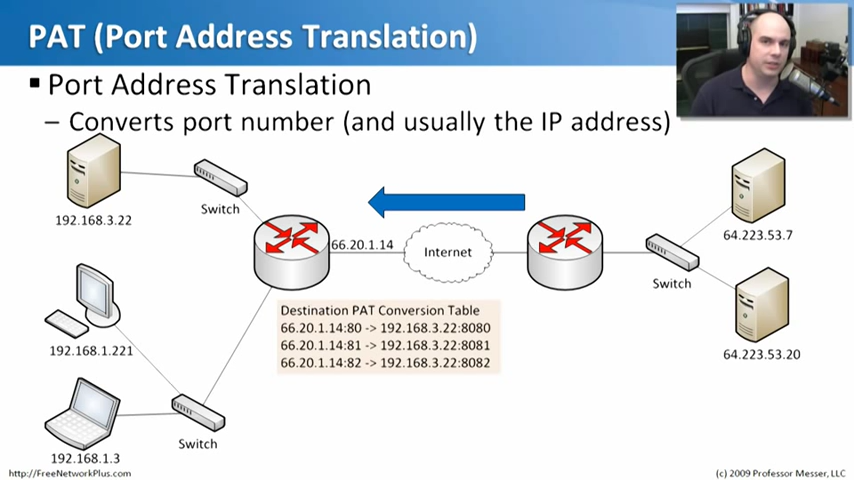 PAT (Port Address Translation)
▪ Port Address Translation
– Converts port number (and usually the IP address)
192.168.3.22
Switch
66.20.1.14
Internet
64.223.53.7
Switch
Destination PAT Conversion Table
66.20.1.14:80 -> 192.168.3.22:8080
66.20.1.14:81 -> 192.168.3.22:8081
66.20.1.14:82 -> 192.168.3.22:8082
192.168.1.221
64.223.53.20
Switch
192.168.1.3
http://FreeNetworkPlus.com
(c) 2009 Professor Messer, LLC